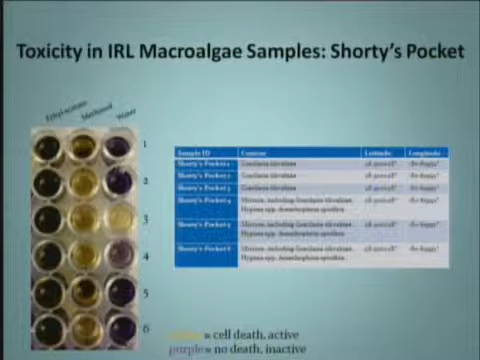 Toxicity in IRL Macroalgae Samples: Shorty's Pocket
Ethyl-acetate
Methanol
Water
1
2
3
4
5
6
Sample ID Content Latitude Longitude
Shorty's Pocket 1 Gracilaria tikvahiae
Shorty's Pocket 2 Gracilaria tikvahiae
Shorty's Pocket 3 Gracilaria tikvahiae
Shorty's Pocket 4 Mixture, including Gracilaria tikvahiae,
Hypnea spp. Acanthophora spicifera
Shorty's Pocket 5 Mixture, including Gracilaria tikvahiae,
Hypnea spp. Acanthophora spicifera
Shorty's Pocket 6 Mixture, including Gracilaria tikvahiae,
Hypnea spp. Acanthophora spicifera
= cell death, active
purple = no death, inactive